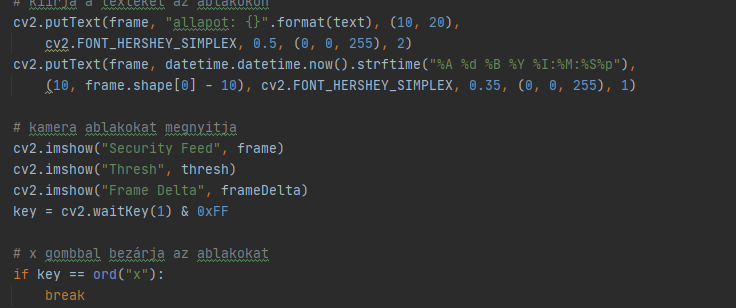 # kiírja a texteket az ablakokon
cv2.putText(frame, "allapot: {}".format(text), (10, 20),
    cv2.FONT_HERSHEY_SIMPLEX, 0.5, (0, 0, 255), 2)
cv2.putText(frame, datetime.datetime.now().strftime("%A %d %B %Y %I:%M:%S%p"),
    (10, frame.shape[0] - 10), cv2.FONT_HERSHEY_SIMPLEX, 0.35, (0, 0, 255), 1)
# kamera ablakokat megnyitja
cv2.imshow("Security Feed", frame)
cv2.imshow("Thresh", thresh)
cv2.imshow("Frame Delta", frameDelta)
key = cv2.waitKey(1) & 0xFF
# x gombbal bezárja az ablakokat
if key == ord("x"):
    break